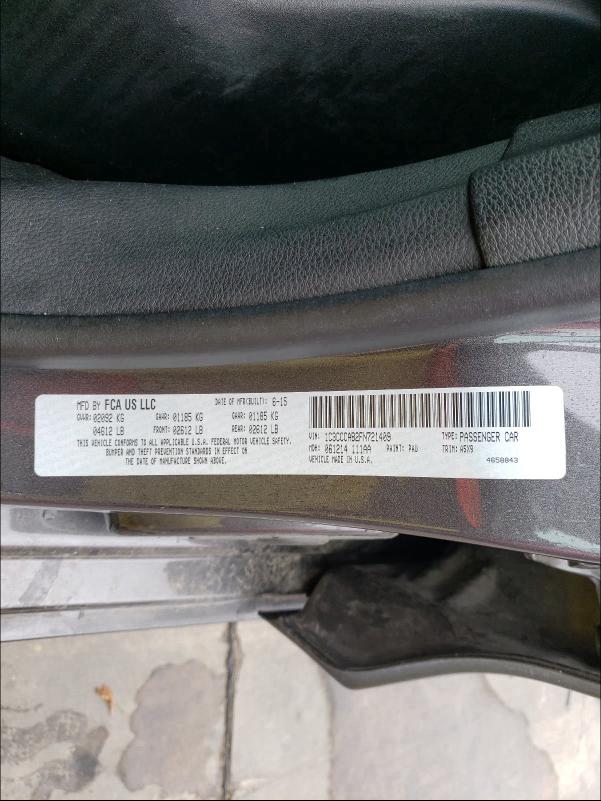 MFD BY FCA US LLC DATE OF MFR(BUILT): 6-15
GVWR: 02092 KG GAWR: 01185 KG GAWR: 01185 KG
04612 LB FRONT: 02612 LB REAR: 02612 LB
THIS VEHICLE CONFORMS TO ALL APPLICABLE U.S.A. FEDERAL MOTOR VEHICLE SAFETY,
BUMPER AND THEFT PREVENTION STANDARDS IN EFFECT ON
THE DATE OF MANUFACTURE SHOWN ABOVE.
VIN: 1C3CCCAB2FN721409 TYPE: PASSENGER CAR
MDH: 061214 111AA PAINT: PAU TRIM: A5X9
VEHICLE MADE IN U.S.A. 4658843